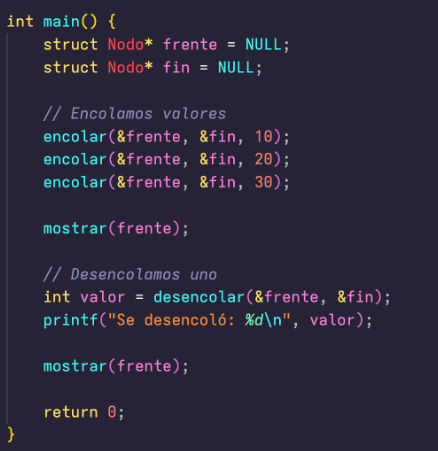 int main() {
    struct Nodo* frente = NULL;
    struct Nodo* fin = NULL;

    // Encolamos valores
    encolar(&frente, &fin, 10);
    encolar(&frente, &fin, 20);
    encolar(&frente, &fin, 30);

    mostrar(frente);

    // Desencolamos uno
    int valor = desencolar(&frente, &fin);
    printf("Se desencoló: %d\n", valor);

    mostrar(frente);

    return 0;
}